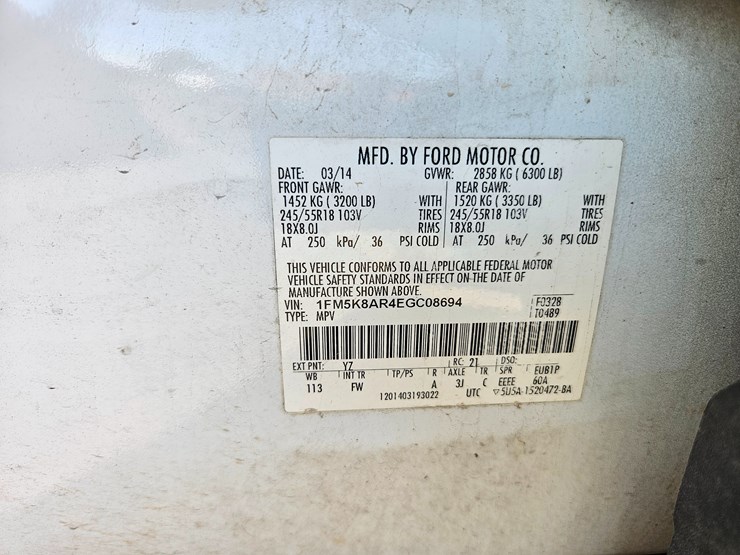 MFD. BY FORD MOTOR CO.
DATE: 03/14 GVWR: 2858 KG ( 6300 LB)
FRONT GAWR: REAR GAWR:
1452 KG ( 3200 LB) WITH 1520 KG ( 3350 LB) WITH
245/55R18 103V TIRES 245/55R18 103V TIRES
18X8.0J RIMS 18X8.0J RIMS
AT 250 kPa/ 36 PSI COLD AT 250 kPa/ 36 PSI COLD
THIS VEHICLE CONFORMS TO ALL APPLICABLE FEDERAL MOTOR
VEHICLE SAFETY STANDARDS IN EFFECT ON THE DATE OF
MANUFACTURE SHOWN ABOVE.
VIN: 1FM5K8AR4EGC08694 F0328
TYPE: MPV T0489
EXT PNT: YZ RC: 21 DSO:
WB INT TR TP/PS R AXLE TR SPR EUB1P
113 FW A 3J C EEEE 60A
1201403193022 UTC ▽5U5A-1520472-BA